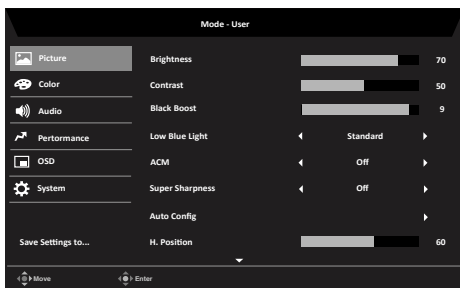 Mode - User
Picture
Brightness 70
Color
Contrast 50
Audio
Black Boost 9
Pertormance
Low Blue Light Standard
OSD
ACM Off
System
Super Sharpness Off
Auto Config
Save Settings to...
H. Position 60
Move Enter